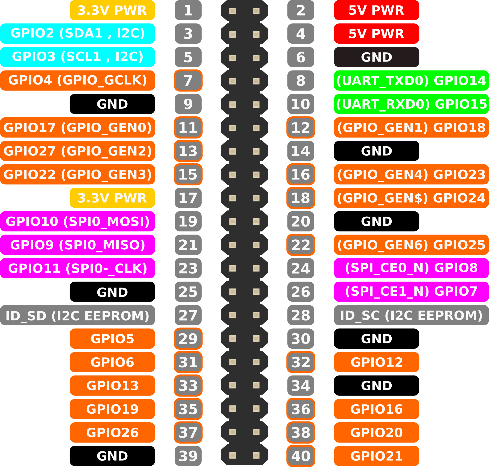 3.3V PWR 1 2 5V PWR
GPIO2 (SDA1 , I2C) 3 4 5V PWR
GPIO3 (SCL1 , I2C) 5 6 GND
GPIO4 (GPIO_GCLK) 7 8 (UART_TXD0) GPIO14
GND 9 10 (UART_RXD0) GPIO15
GPIO17 (GPIO_GEN0) 11 12 (GPIO_GEN1) GPIO18
GPIO27 (GPIO_GEN2) 13 14 GND
GPIO22 (GPIO_GEN3) 15 16 (GPIO_GEN4) GPIO23
3.3V PWR 17 18 (GPIO_GEN$) GPIO24
GPIO10 (SPI0_MOSI) 19 20 GND
GPIO9 (SPI0_MISO) 21 22 (GPIO_GEN6) GPIO25
GPIO11 (SPI0-_CLK) 23 24 (SPI_CE0_N) GPIO8
GND 25 26 (SPI_CE1_N) GPIO7
ID_SD (I2C EEPROM) 27 28 ID_SC (I2C EEPROM)
GPIO5 29 30 GND
GPIO6 31 32 GPIO12
GPIO13 33 34 GND
GPIO19 35 36 GPIO16
GPIO26 37 38 GPIO20
GND 39 40 GPIO21